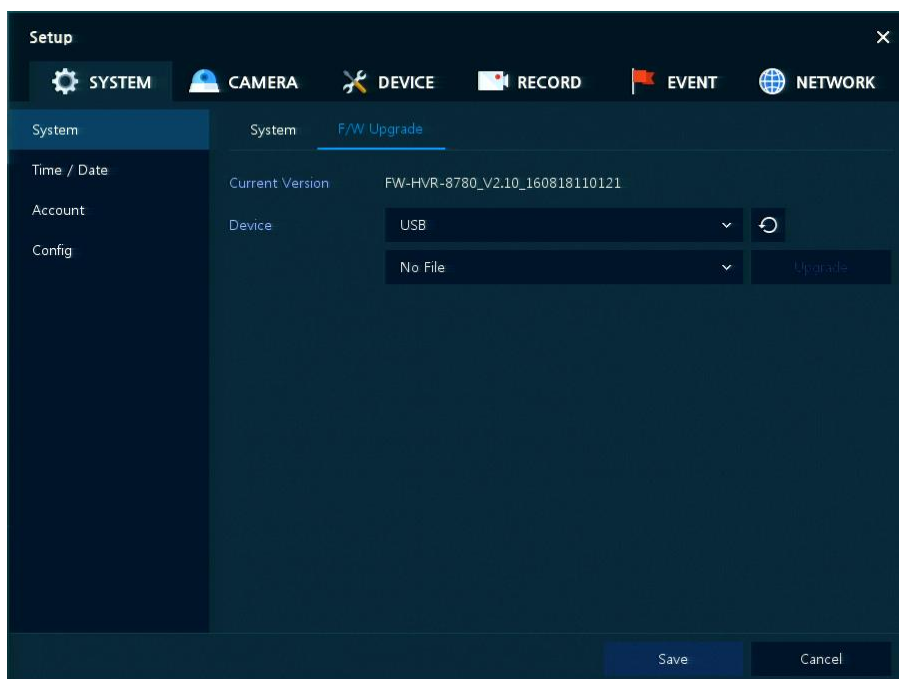 Setup
SYSTEM CAMERA DEVICE RECORD EVENT NETWORK
System
Time / Date
Account
Config
System F/W Upgrade
Current Version FW-HVR-8780_V2.10_160818110121
Device USB
No File Upgrade
Save Cancel